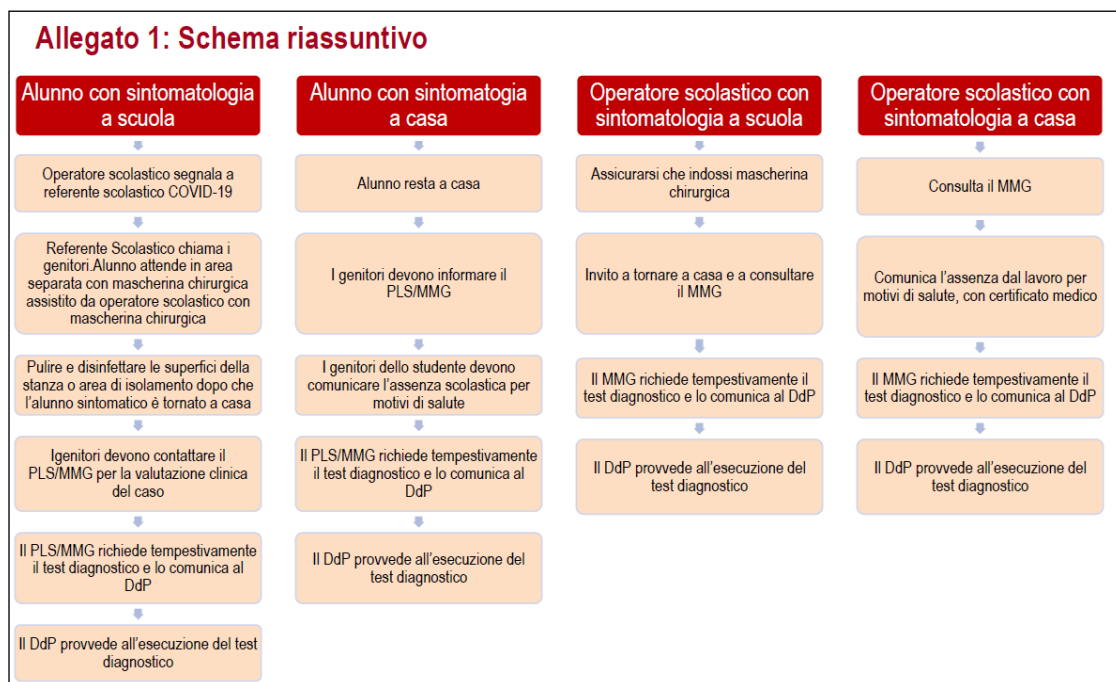 Allegato 1: Schema riassuntivo
Alunno con sintomatologia
a scuola
Operatore scolastico segnala a
referente scolastico COVID-19
Referente Scolastico chiama i
genitori.Alunno attende in area
separata con mascherina chirurgica
assistito da operatore scolastico con
mascherina chirurgica
Pulire e disinfettare le superfici della
stanza o area di isolamento dopo che
l'alunno sintomatico è tornato a casa
Igenitori devono contattare il
PLS/MMG per la valutazione clinica
del caso
Il PLS/MMG richiede tempestivamente
il test diagnostico e lo comunica al
DdP
Il DdP provvede all'esecuzione del test
diagnostico
Alunno con sintomatogia
a casa
Alunno resta a casa
I genitori devono informare il
PLS/MMG
I genitori dello studente devono
comunicare l'assenza scolastica per
motivi di salute
Il PLS/MMG richiede tempestivamente
il test diagnostico e lo comunica al
DdP
Il DdP provvede all'esecuzione del
test diagnostico
Operatore scolastico con
sintomatologia a scuola
Assicurarsi che indossi mascherina
chirurgica
Invito a tornare a casa e a consultare
il MMG
Il MMG richiede tempestivamente il
test diagnostico e lo comunica al DdP
Il DdP provvede all'esecuzione del
test diagnostico
Operatore scolastico con
sintomatologia a casa
Consulta il MMG
Comunica l'assenza dal lavoro per
motivi di salute, con certificato medico
Il MMG richiede tempestivamente il
test diagnostico e lo comunica al DdP
Il DdP provvede all'esecuzione del
test diagnostico